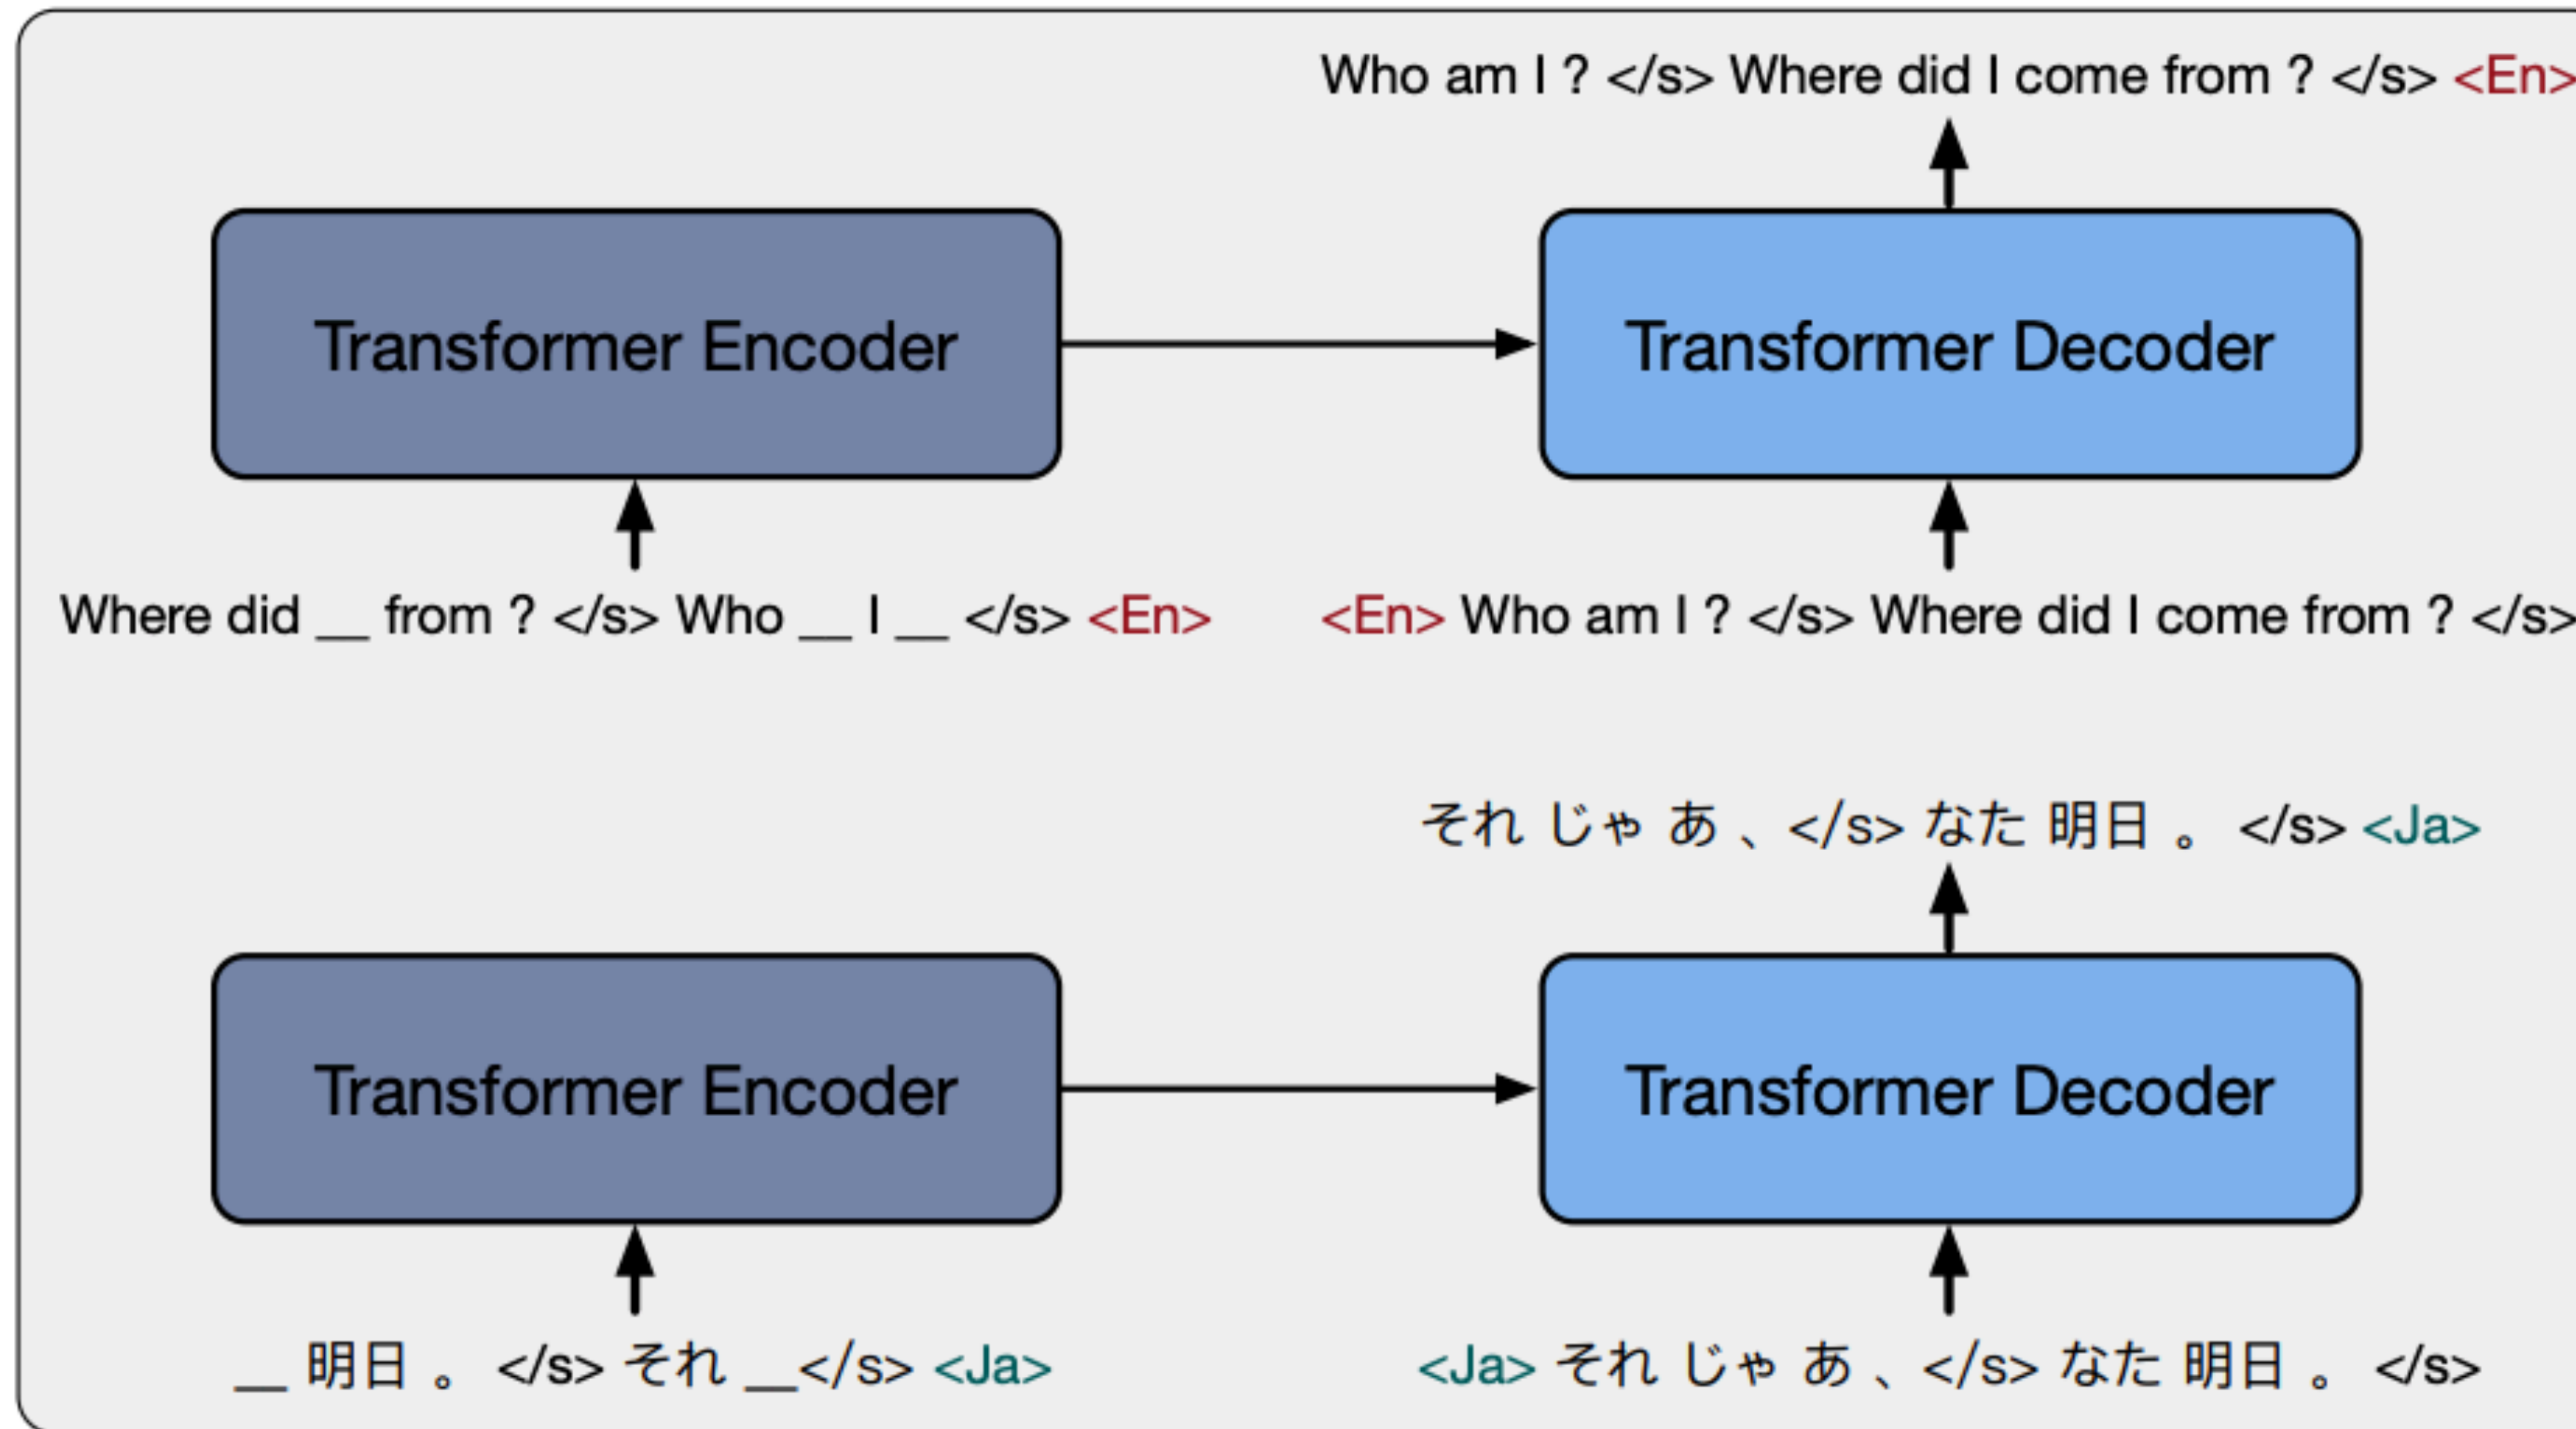 Who am I ? </s> Where did I come from ? </s> <En>
Transformer Encoder
Transformer Decoder
Where did __ from ? </s> Who __ I __ </s> <En>
<En> Who am I ? </s> Where did I come from ? </s>
それ じゃ あ 、</s> なた 明日 。 </s> <Ja>
Transformer Encoder
Transformer Decoder
__ 明日 。 </s> それ __</s> <Ja>
<Ja> それ じゃ あ 、</s> なた 明日 。 </s>